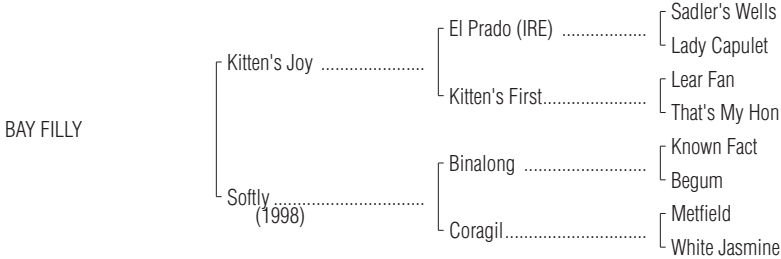 Sadler's Wells
El Prado (IRE) ..................
Lady Capulet
Kitten's Joy ......................
Lear Fan
Kitten's First......................
That's My Hon
BAY FILLY
Known Fact
Binalong ..........................
Begum
Softly ................................
(1998)
Metfield
Coragil..............................
White Jasmine